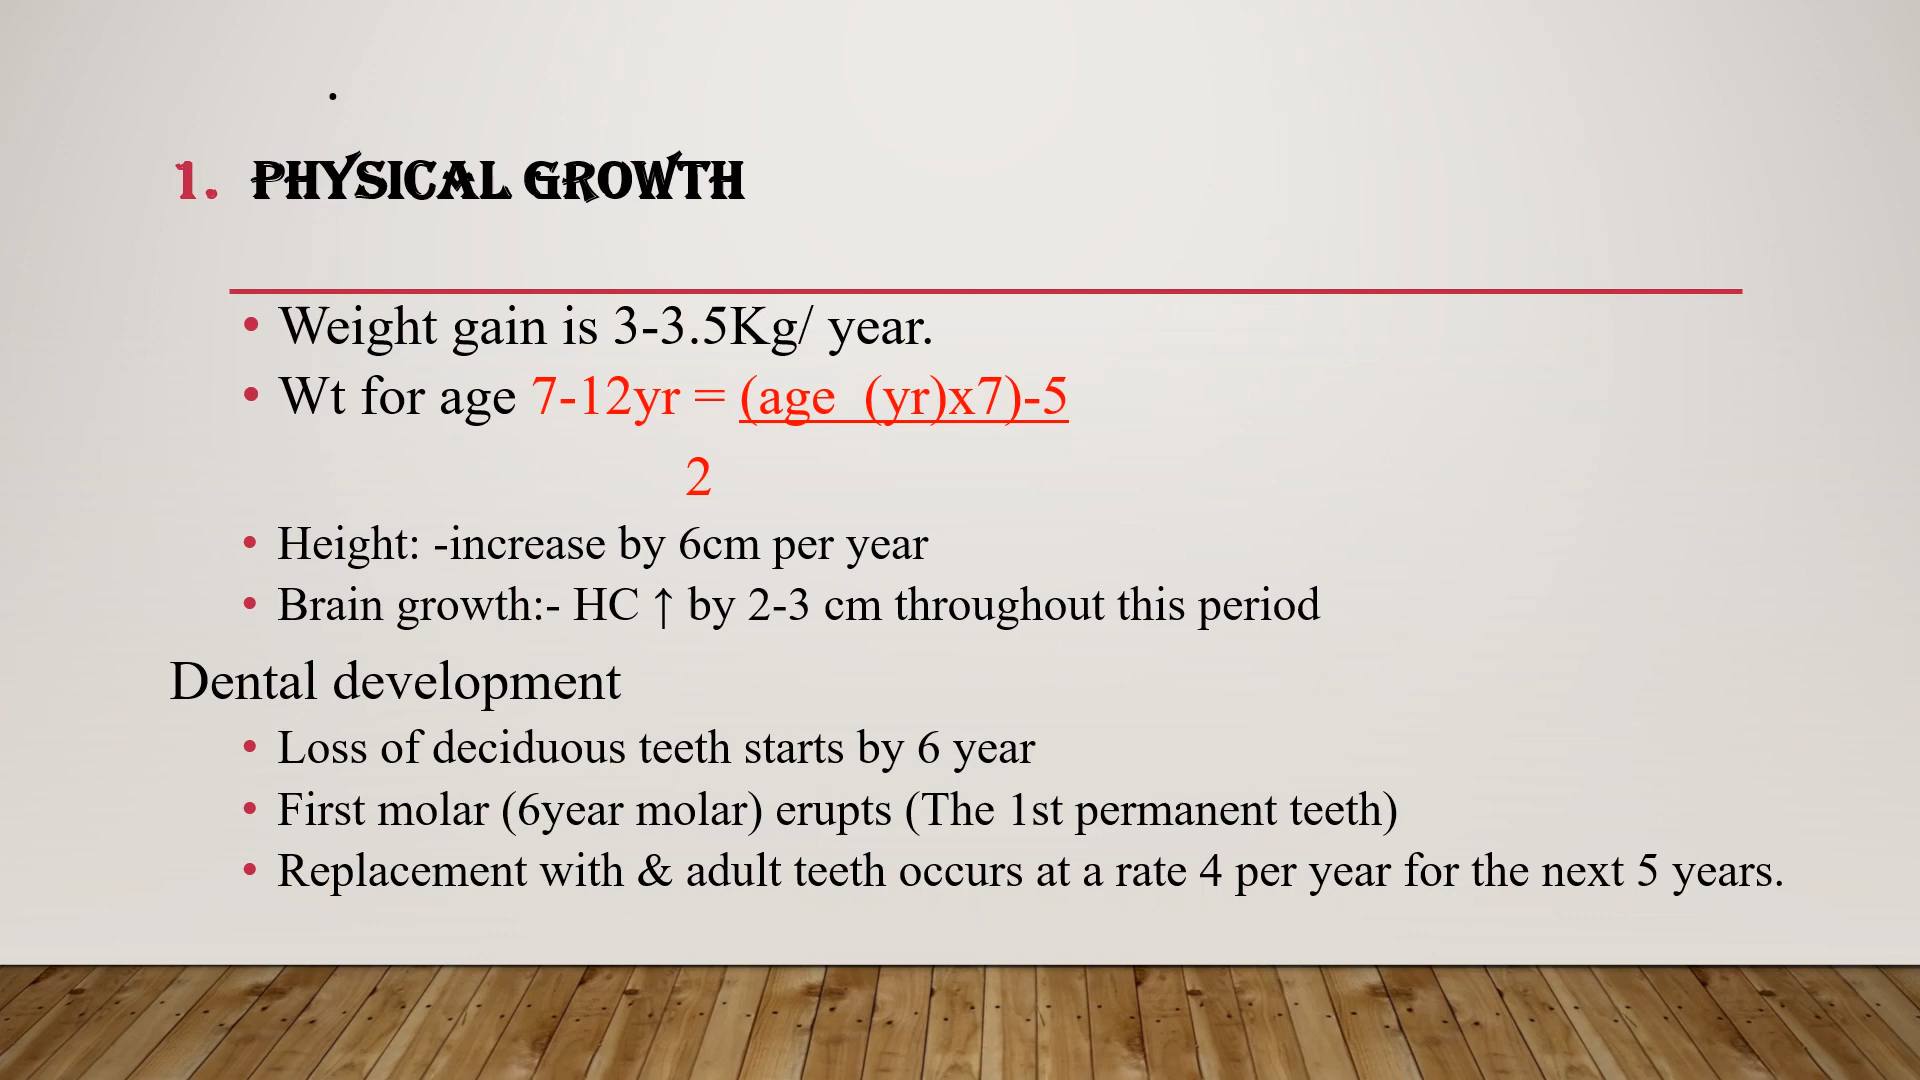 .
1. PHYSICAL GROWTH
• Weight gain is 3-3.5Kg/ year.
• Wt for age 7-12yr = (age  (yr)x7)-5
2
• Height: -increase by 6cm per year
• Brain growth:- HC ↑ by 2-3 cm throughout this period
Dental development
• Loss of deciduous teeth starts by 6 year
• First molar (6year molar) erupts (The 1st permanent teeth)
• Replacement with & adult teeth occurs at a rate 4 per year for the next 5 years.